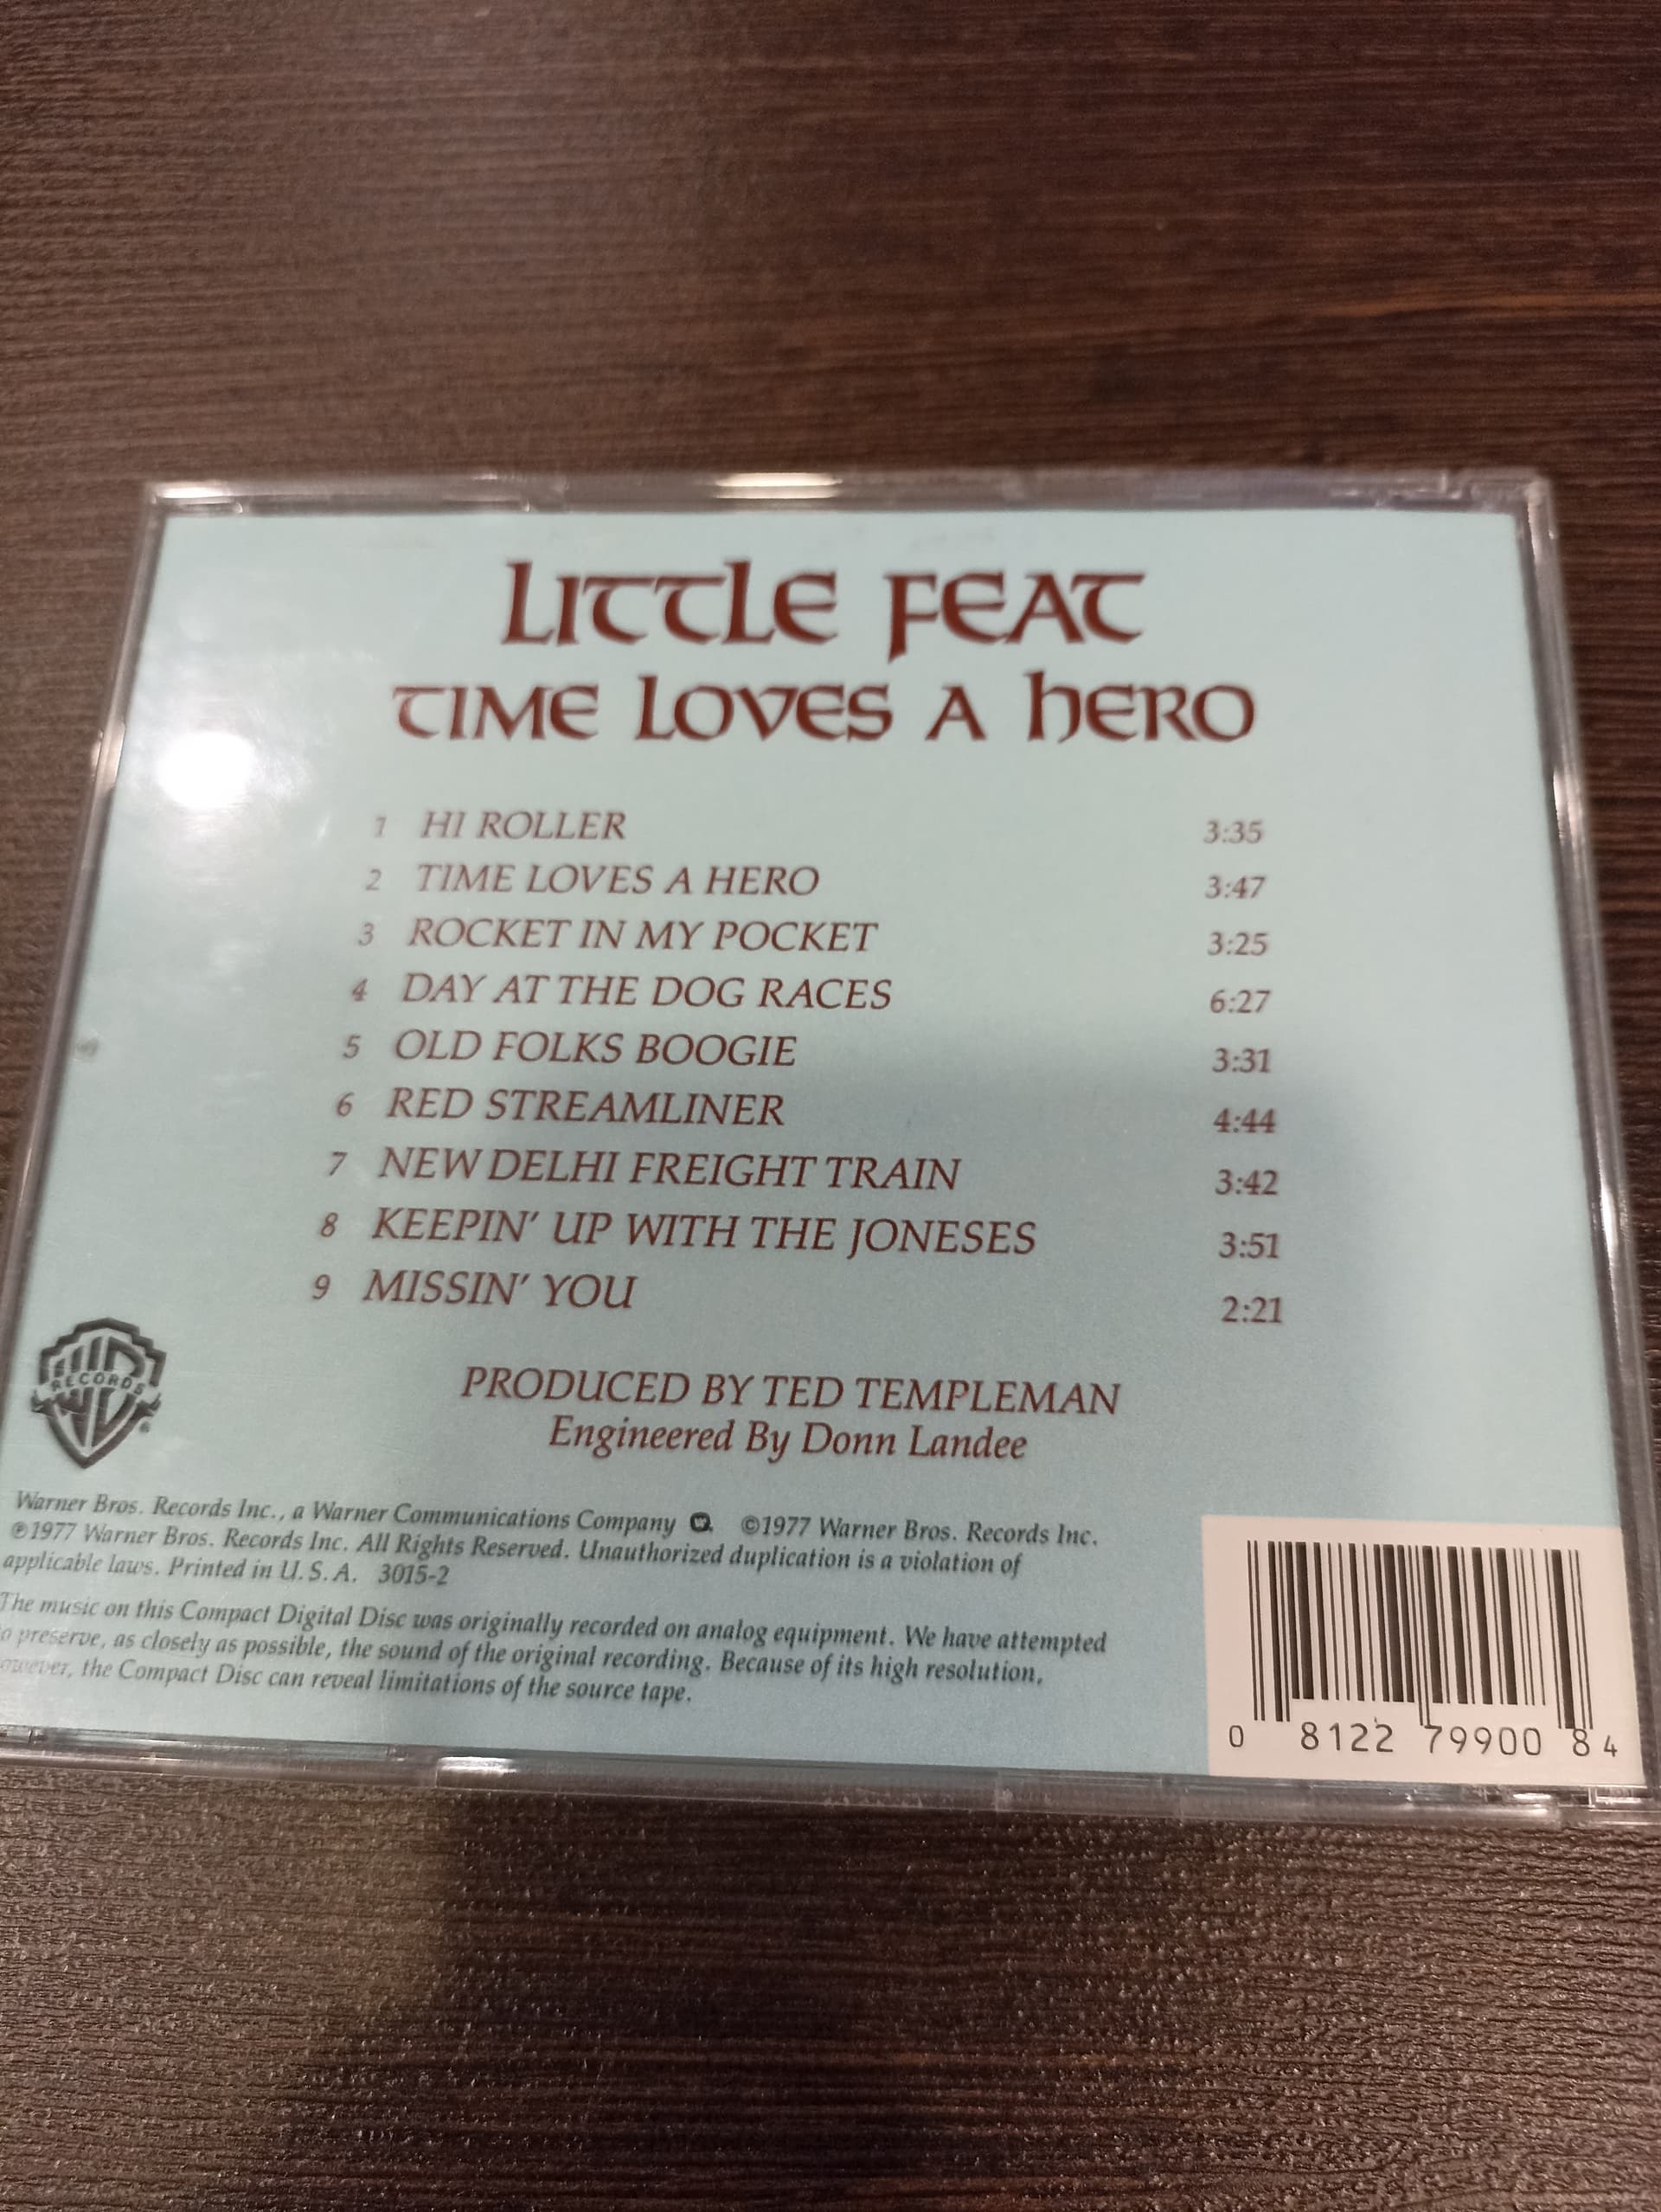 LITTLE FEAT
TIME LOVES A HERO
1 HI ROLLER 3:35
2 TIME LOVES A HERO 3:47
3 ROCKET IN MY POCKET 3:25
4 DAY AT THE DOG RACES 6:27
5 OLD FOLKS BOOGIE 3:31
6 RED STREAMLINER 4:44
7 NEW DELHI FREIGHT TRAIN 3:42
8 KEEPIN' UP WITH THE JONESES 3:51
9 MISSIN' YOU 2:21
RECORDS
PRODUCED BY TED TEMPLEMAN
Engineered By Donn Landee
Warner Bros. Records Inc., a Warner Communications Company ©1977 Warner Bros. Records Inc.
℗1977 Warner Bros. Records Inc. All Rights Reserved. Unauthorized duplication is a violation of
applicable laws. Printed in U.S.A. 3015-2
The music on this Compact Digital Disc was originally recorded on analog equipment. We have attempted
o preserve, as closely as possible, the sound of the original recording. Because of its high resolution,
owever, the Compact Disc can reveal limitations of the source tape.
0 8122 79900 8 4